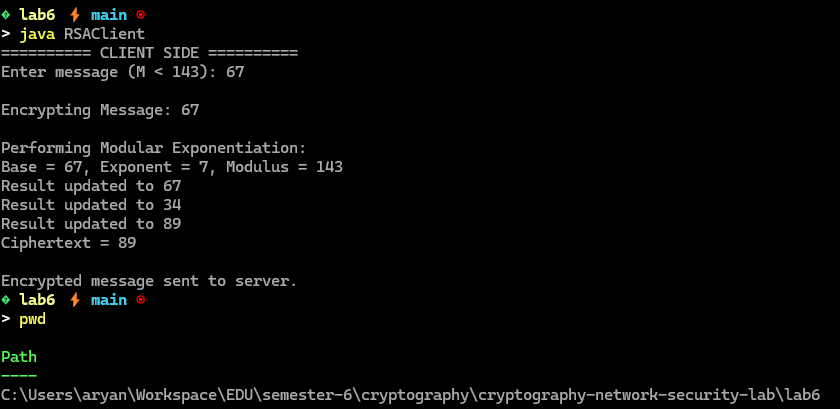 lab6 ⚡ main
> java RSAClient
========== CLIENT SIDE ==========
Enter message (M < 143): 67
Encrypting Message: 67
Performing Modular Exponentiation:
Base = 67, Exponent = 7, Modulus = 143
Result updated to 67
Result updated to 34
Result updated to 89
Ciphertext = 89
Encrypted message sent to server.
lab6 ⚡ main
> pwd
Path
----
C:\Users\aryan\Workspace\EDU\semester-6\cryptography\cryptography-network-security-lab\lab6